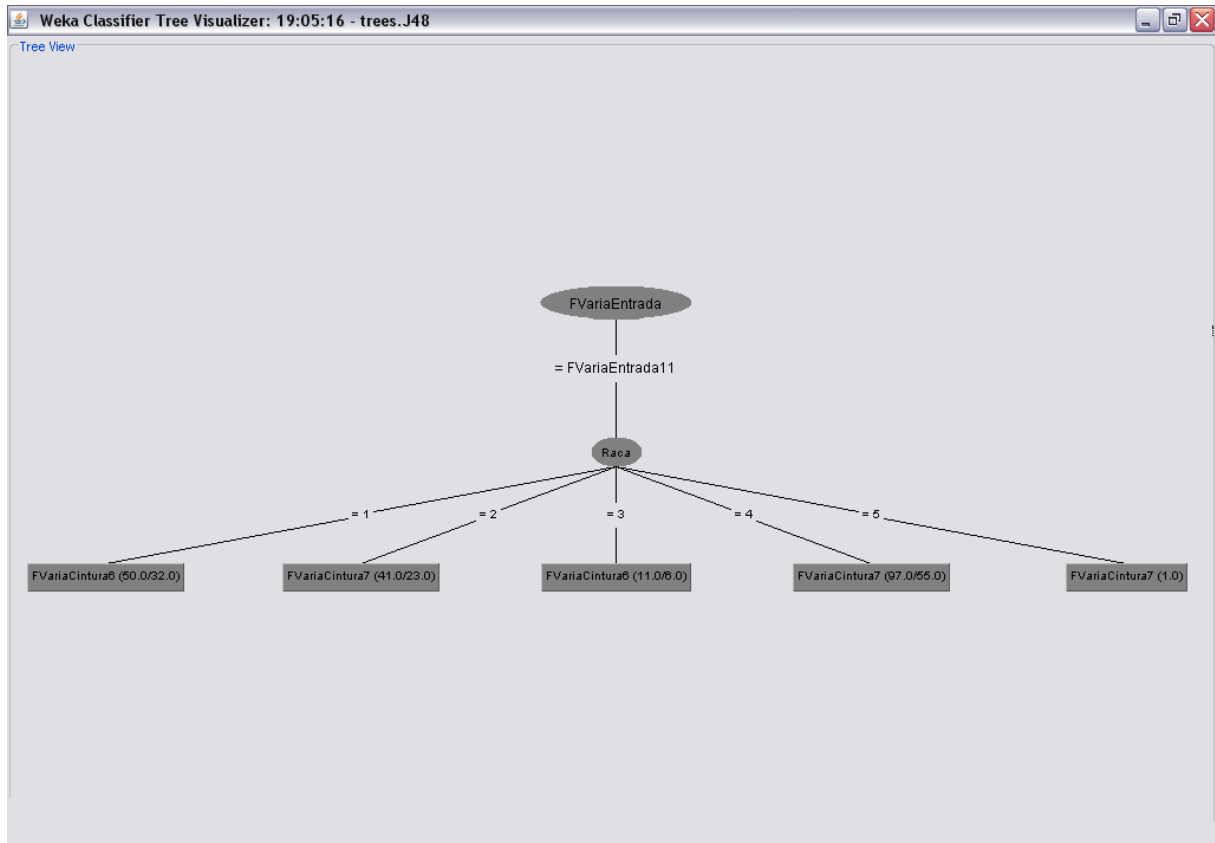 Weka Classifier Tree Visualizer: 19:05:16 - trees.J48
Tree View
FVariaEntrada
= FVariaEntrada11
Raca
= 1
= 2
= 3
= 4
= 5
FVariaCintura6 (50.0/32.0)
FVariaCintura7 (41.0/23.0)
FVariaCintura6 (11.0/6.0)
FVariaCintura7 (97.0/55.0)
FVariaCintura7 (1.0)